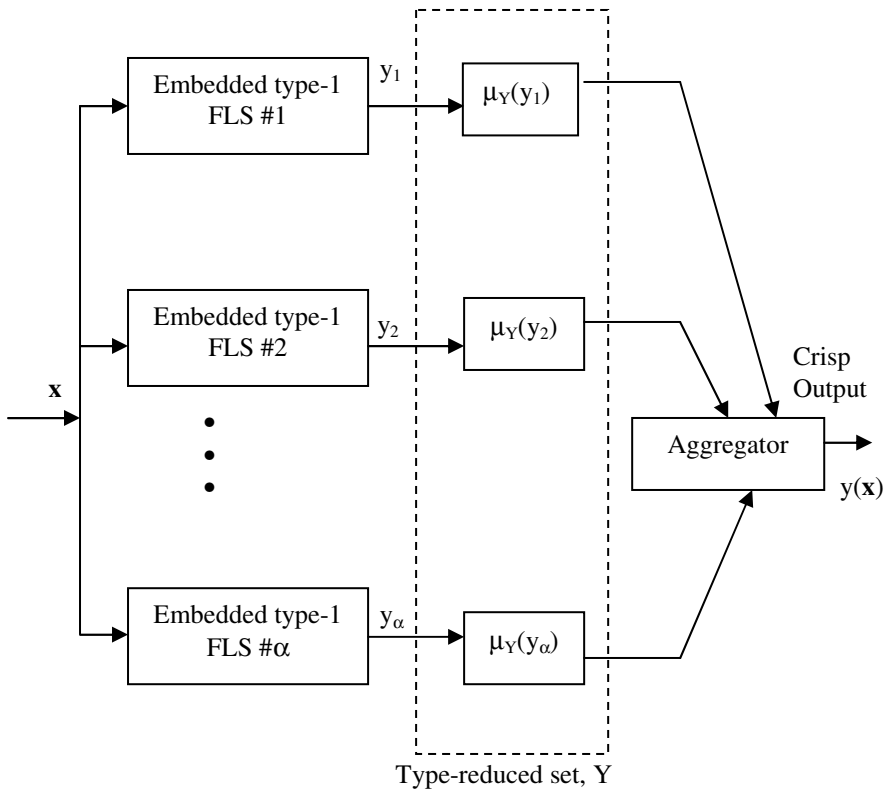 Embedded type-1
FLS #1
y₁
μY(y₁)
Embedded type-1
FLS #2
y₂
μY(y₂)
x
Crisp
Output
Aggregator
y(x)
Embedded type-1
FLS #α
yα
μY(yα)
Type-reduced set, Y